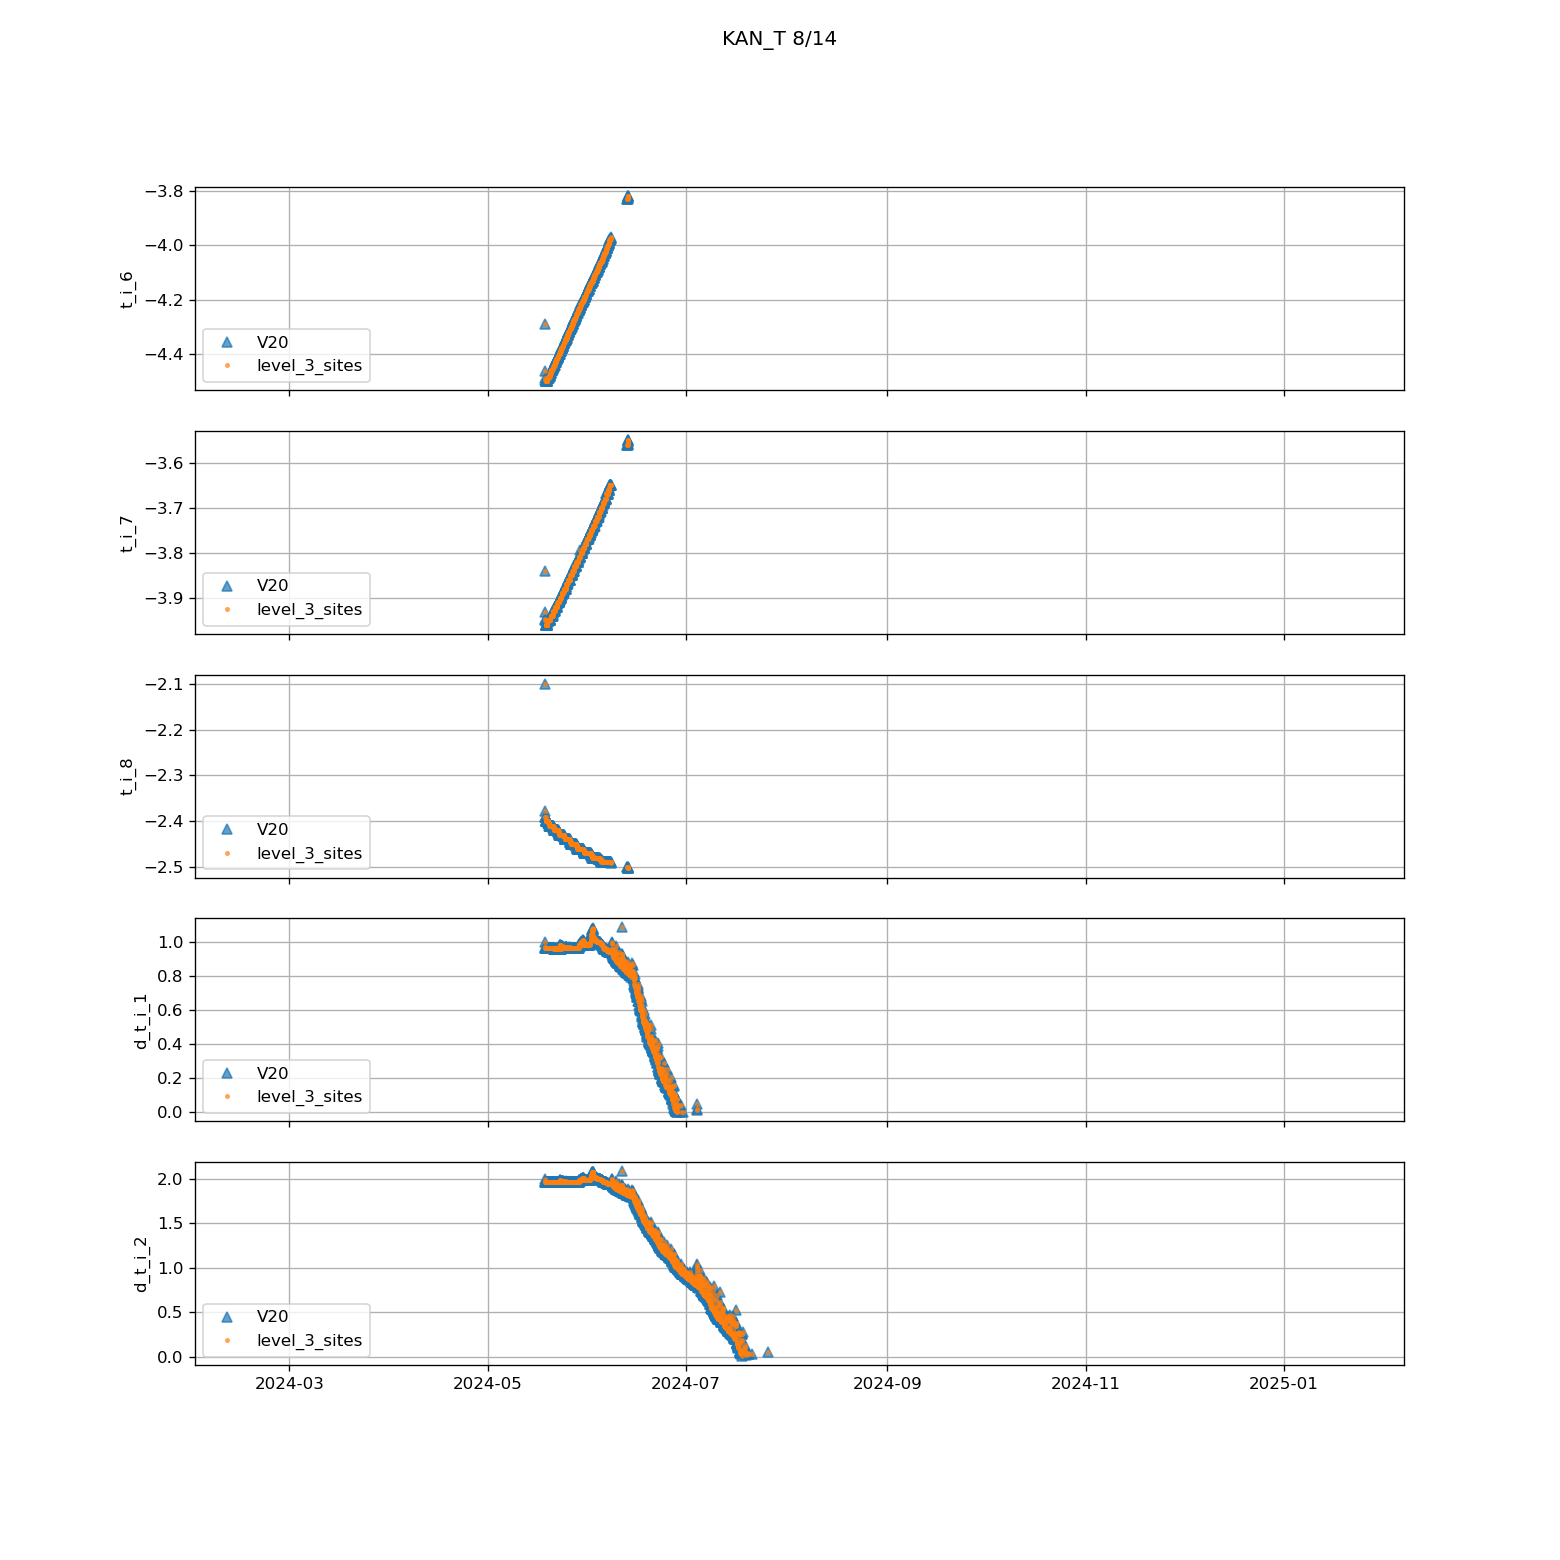 KAN_T 8/14
−3.8
−4.0
−4.2
−4.4
t_i_6
V20
level_3_sites
−3.6
−3.7
−3.8
−3.9
t_i_7
V20
level_3_sites
−2.1
−2.2
−2.3
−2.4
−2.5
t_i_8
V20
level_3_sites
1.0
0.8
0.6
0.4
0.2
0.0
d_t_i_1
V20
level_3_sites
2.0
1.5
1.0
0.5
0.0
d_t_i_2
V20
level_3_sites
2024-03 2024-05 2024-07 2024-09 2024-11 2025-01